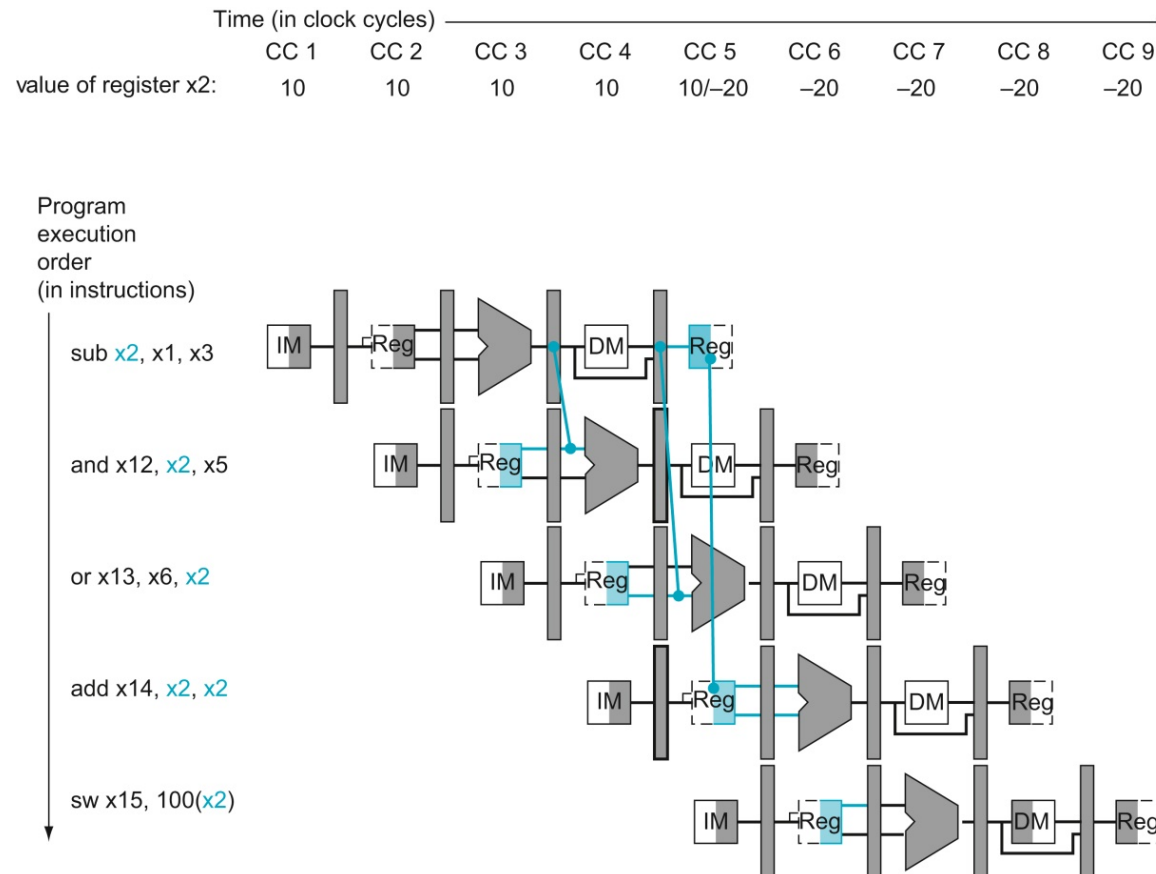 Time (in clock cycles)
CC 1 CC 2 CC 3 CC 4 CC 5 CC 6 CC 7 CC 8 CC 9
value of register x2: 10 10 10 10 10/–20 –20 –20 –20 –20
Program
execution
order
(in instructions)
sub x2, x1, x3 IM Reg DM Reg
and x12, x2, x5 IM Reg DM Reg
or x13, x6, x2 IM Reg DM Reg
add x14, x2, x2 IM Reg DM Reg
sw x15, 100(x2) IM Reg DM Reg